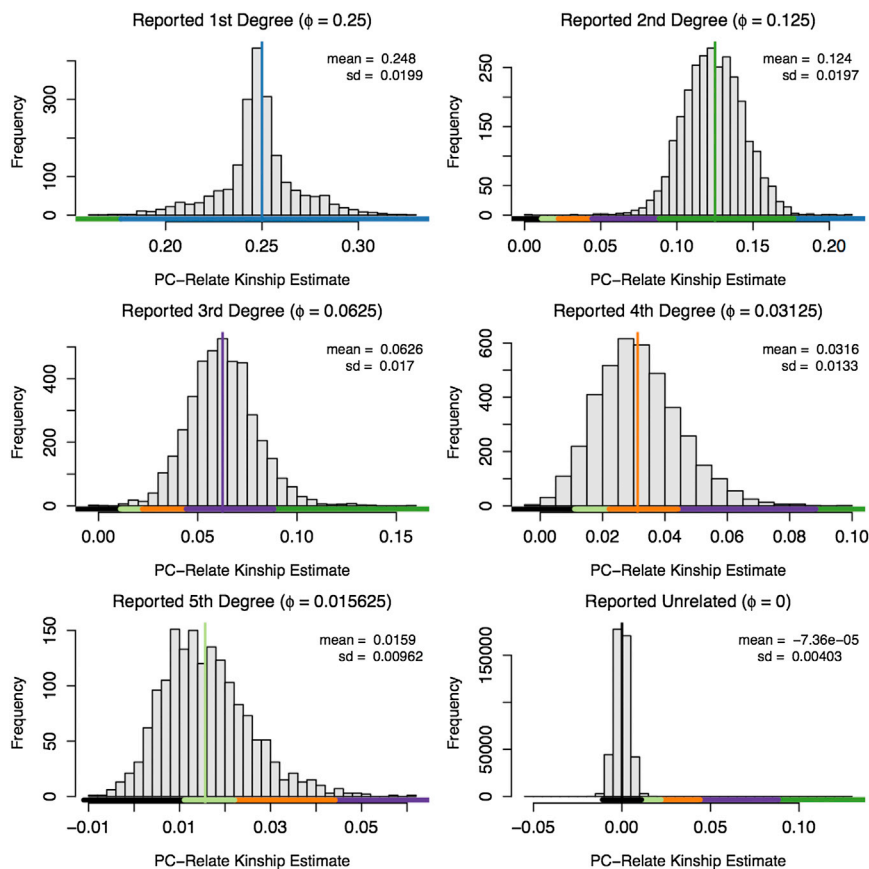 Reported 1st Degree (ϕ = 0.25)
mean = 0.248
sd = 0.0199
Frequency
0
100
300
0.20 0.25 0.30
PC−Relate Kinship Estimate
Reported 2nd Degree (ϕ = 0.125)
mean = 0.124
sd = 0.0197
Frequency
0
50
150
250
0.00 0.05 0.10 0.15 0.20
PC−Relate Kinship Estimate
Reported 3rd Degree (ϕ = 0.0625)
mean = 0.0626
sd = 0.017
Frequency
0
200
400
0.00 0.05 0.10 0.15
PC−Relate Kinship Estimate
Reported 4th Degree (ϕ = 0.03125)
mean = 0.0316
sd = 0.0133
Frequency
0
200
400
600
0.00 0.02 0.04 0.06 0.08 0.10
PC−Relate Kinship Estimate
Reported 5th Degree (ϕ = 0.015625)
mean = 0.0159
sd = 0.00962
Frequency
0
50
100
150
−0.01 0.01 0.03 0.05
PC−Relate Kinship Estimate
Reported Unrelated (ϕ = 0)
mean = −7.36e−05
sd = 0.00403
Frequency
0
50000
150000
−0.05 0.00 0.05 0.10
PC−Relate Kinship Estimate